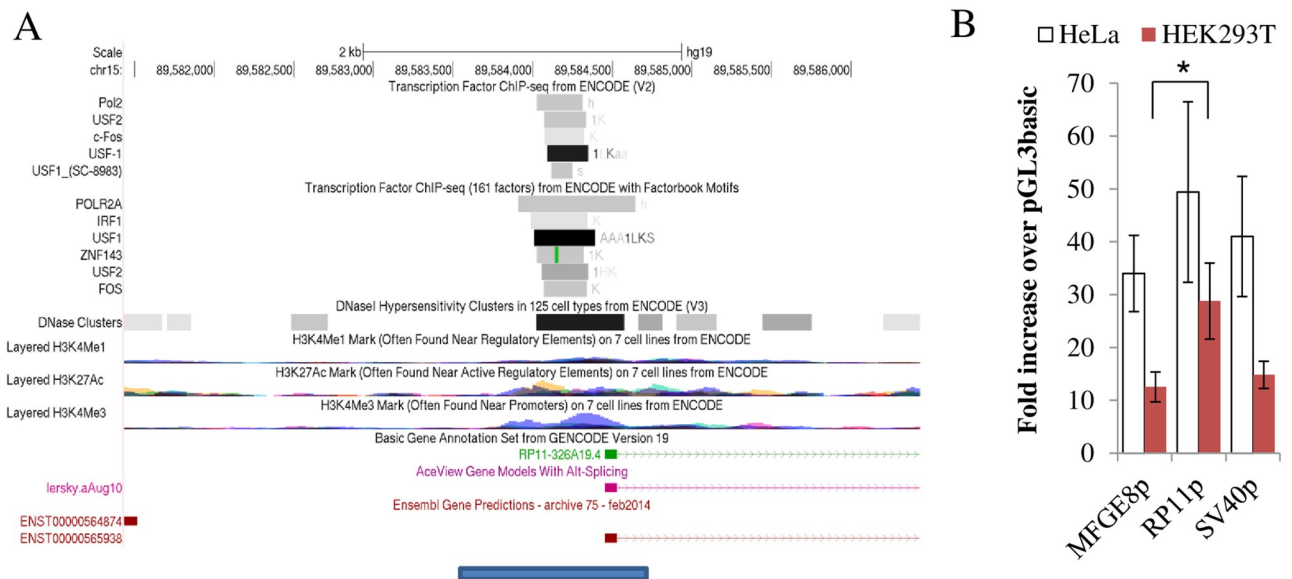 A
Scale
2 kb
hg19
chr15:
89,582,000
89,582,500
89,583,000
89,583,500
89,584,000
89,584,500
89,585,000
89,585,500
89,586,000
Transcription Factor ChIP-seq from ENCODE (V2)
Pol2
h
USF2
1K
c-Fos
K
USF-1
1LKaa
USF1_(SC-8983)
s
Transcription Factor ChIP-seq (161 factors) from ENCODE with Factorbook Motifs
POLR2A
h
IRF1
K
USF1
AAA1LKS
ZNF143
1K
USF2
1HK
FOS
K
DNaseI Hypersensitivity Clusters in 125 cell types from ENCODE (V3)
DNase Clusters
H3K4Me1 Mark (Often Found Near Regulatory Elements) on 7 cell lines from ENCODE
Layered H3K4Me1
H3K27Ac Mark (Often Found Near Active Regulatory Elements) on 7 cell lines from ENCODE
Layered H3K27Ac
H3K4Me3 Mark (Often Found Near Promoters) on 7 cell lines from ENCODE
Layered H3K4Me3
Basic Gene Annotation Set from GENCODE Version 19
RP11-326A19.4
AceView Gene Models With Alt-Splicing
lersky.aAug10
Ensembl Gene Predictions - archive 75 - feb2014
ENST00000564874
ENST00000565938
B
HeLa
HEK293T
*
Fold increase over pGL3basic
70
60
50
40
30
20
10
0
MFGE8p
RP11p
SV40p